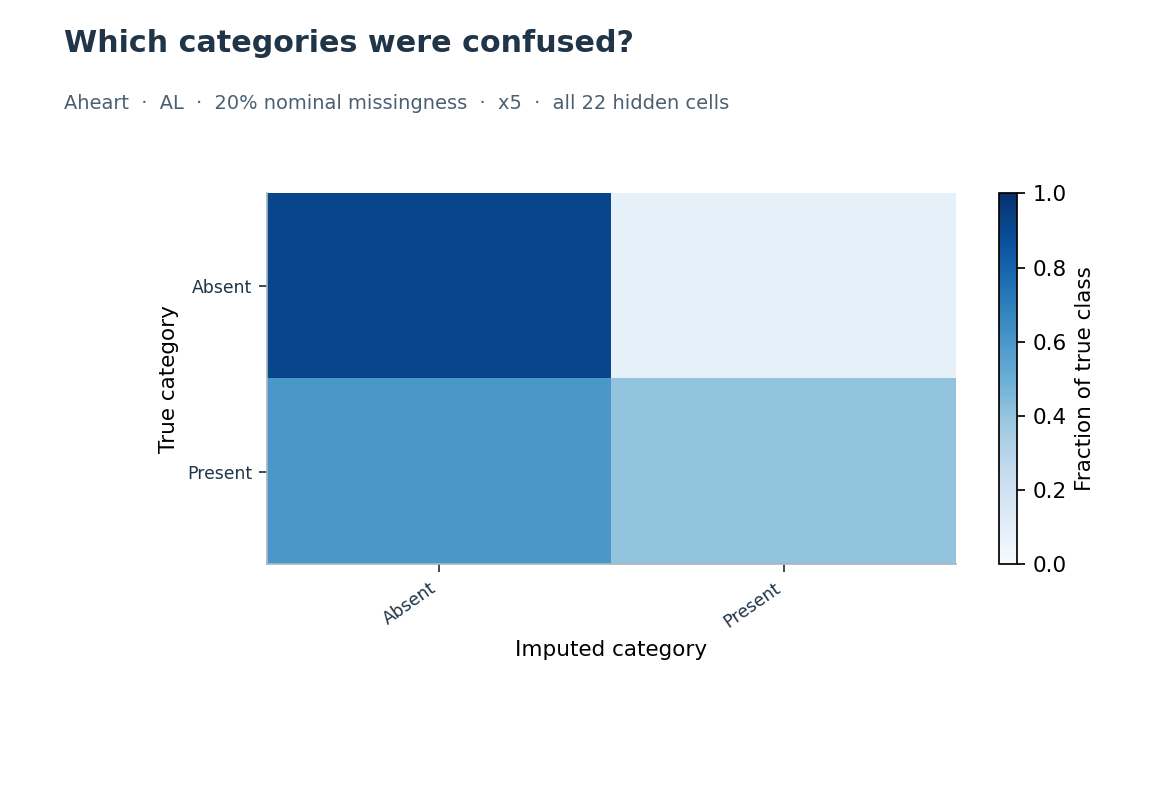 Which categories were confused?
Aheart · AL · 20% nominal missingness · x5 · all 22 hidden cells
True category
Absent
Present
Absent
Present
Imputed category
1.0
0.8
0.6
0.4
0.2
0.0
Fraction of true class